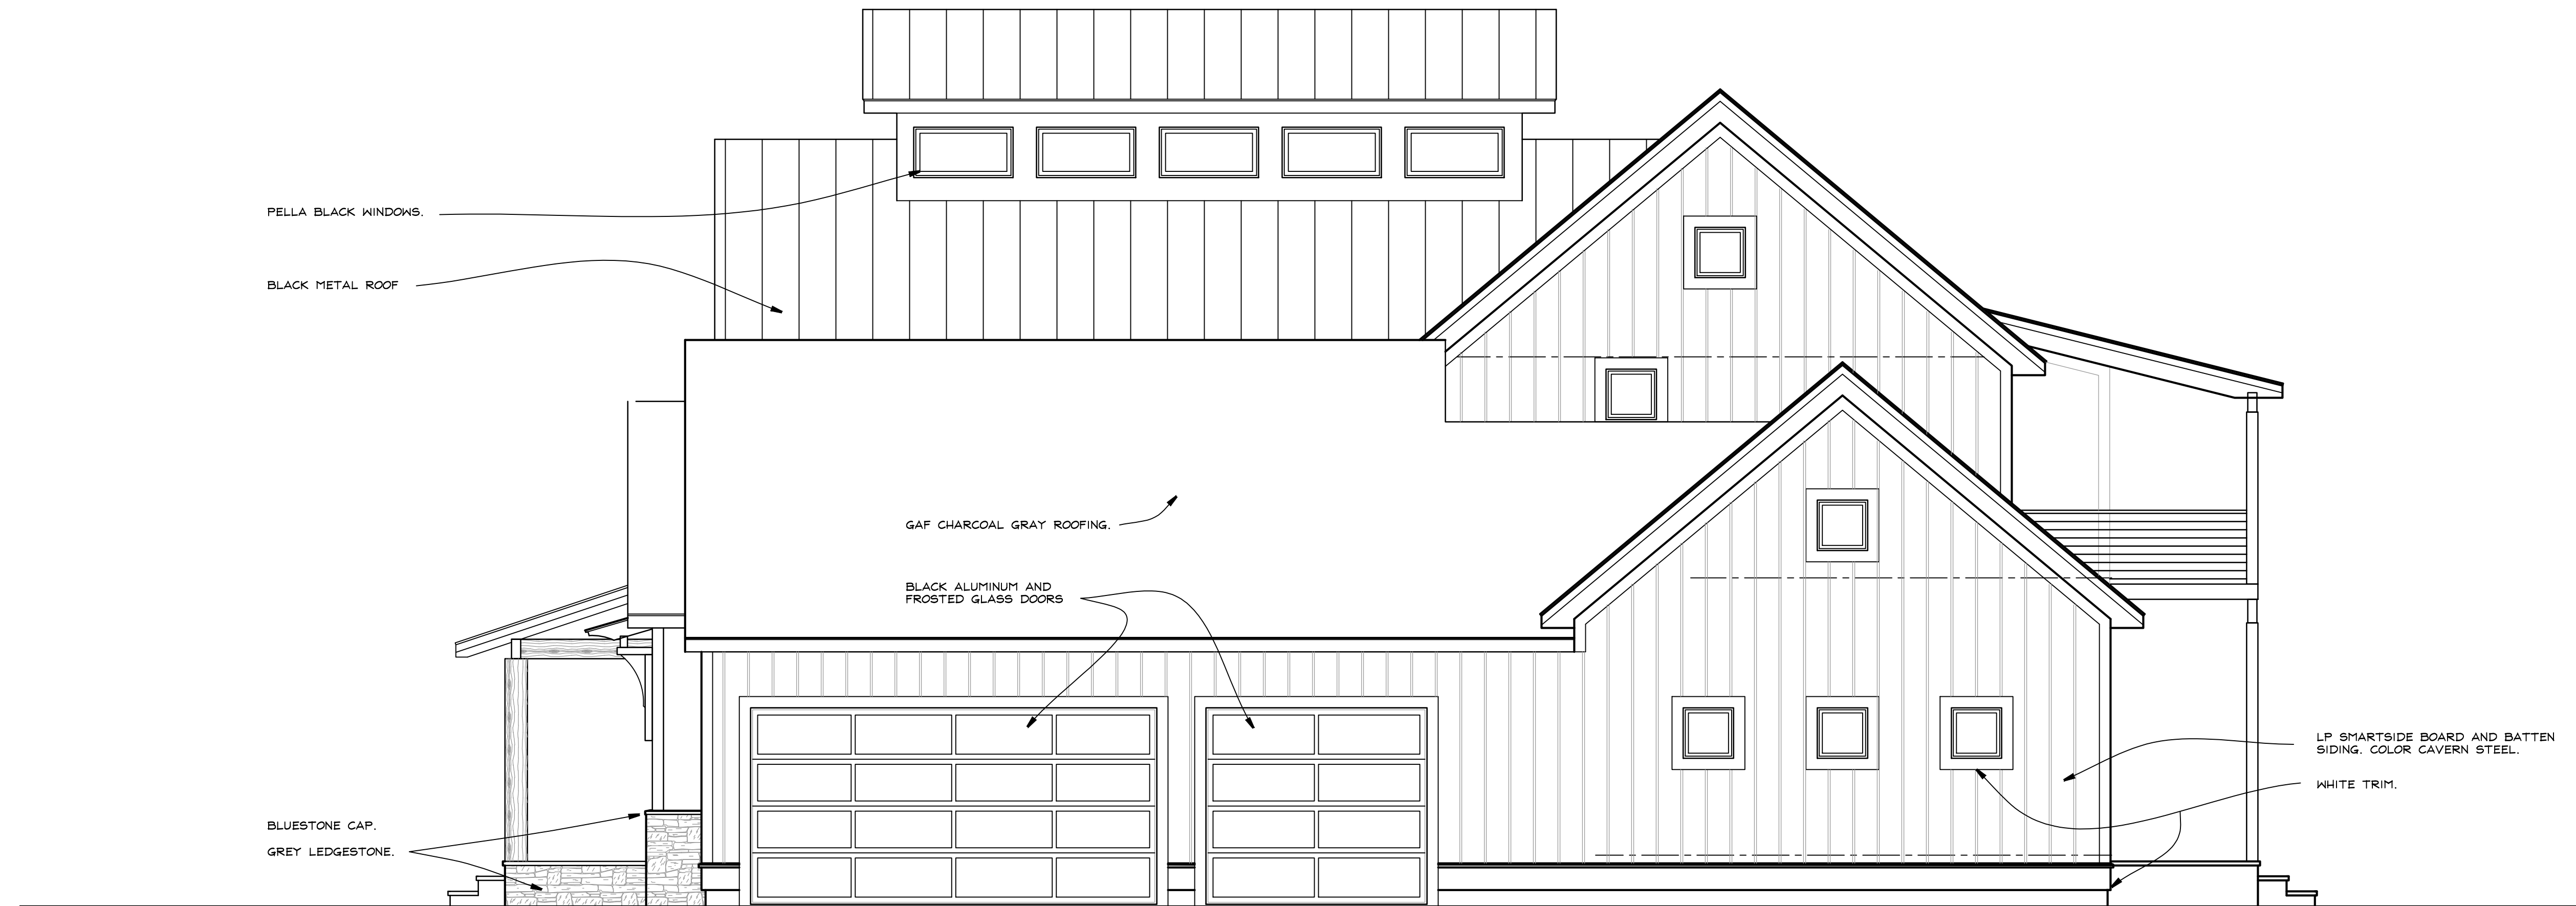 PELLA BLACK WINDOWS.
BLACK METAL ROOF
GAF CHARCOAL GRAY ROOFING.
BLACK ALUMINUM AND
FROSTED GLASS DOORS
LP SMARTSIDE BOARD AND BATTEN
SIDING. COLOR CAVERN STEEL.
WHITE TRIM.
BLUESTONE CAP.
GREY LEDGESTONE.